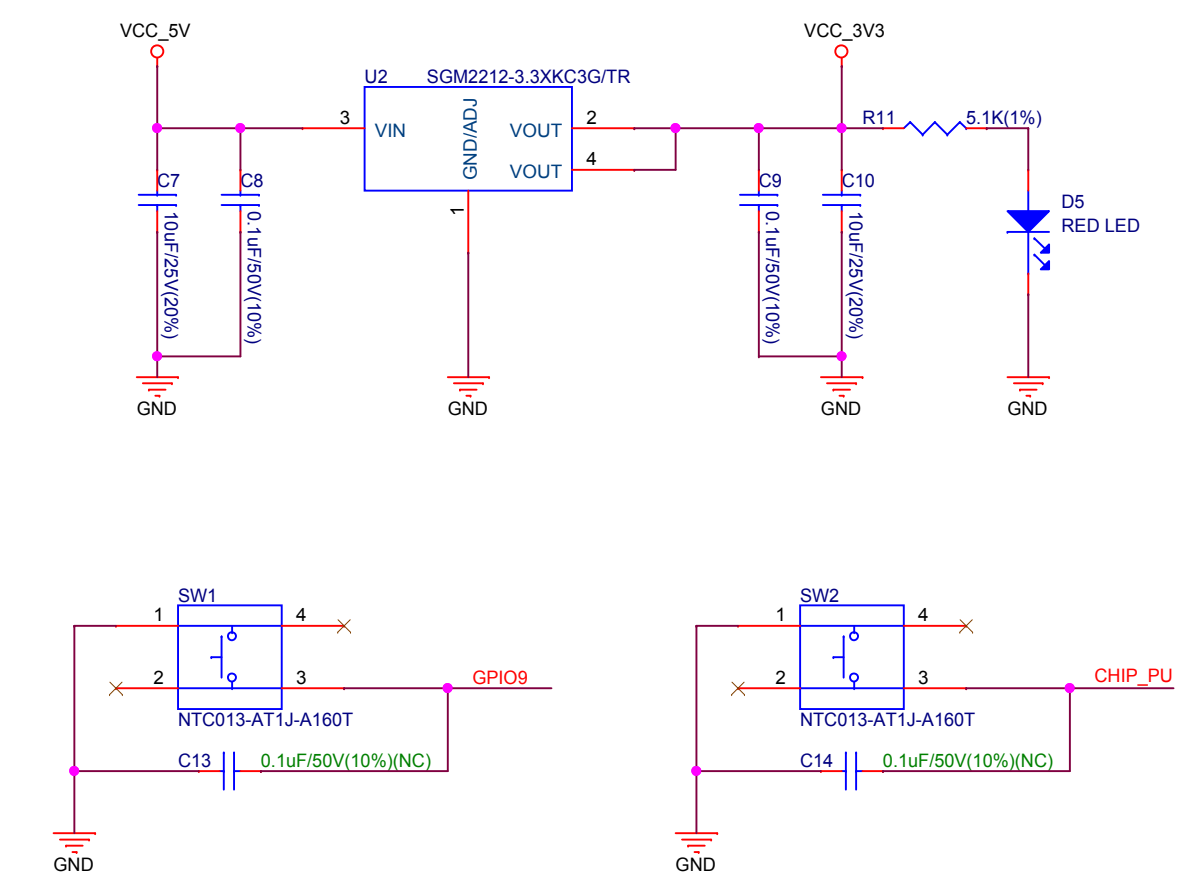 VCC_5V
VCC_3V3
U2 SGM2212-3.3XKC3G/TR
3
VIN
GND/ADJ
VOUT
2
VOUT
4
1
R11 5.1K(1%)
C7
10uF/25V(20%)
C8
0.1uF/50V(10%)
C9
0.1uF/50V(10%)
C10
10uF/25V(20%)
D5
RED LED
GND
GND
GND
GND
SW1
1
4
2
3
GPIO9
NTC013-AT1J-A160T
C13 0.1uF/50V(10%)(NC)
GND
SW2
1
4
2
3
CHIP_PU
NTC013-AT1J-A160T
C14 0.1uF/50V(10%)(NC)
GND